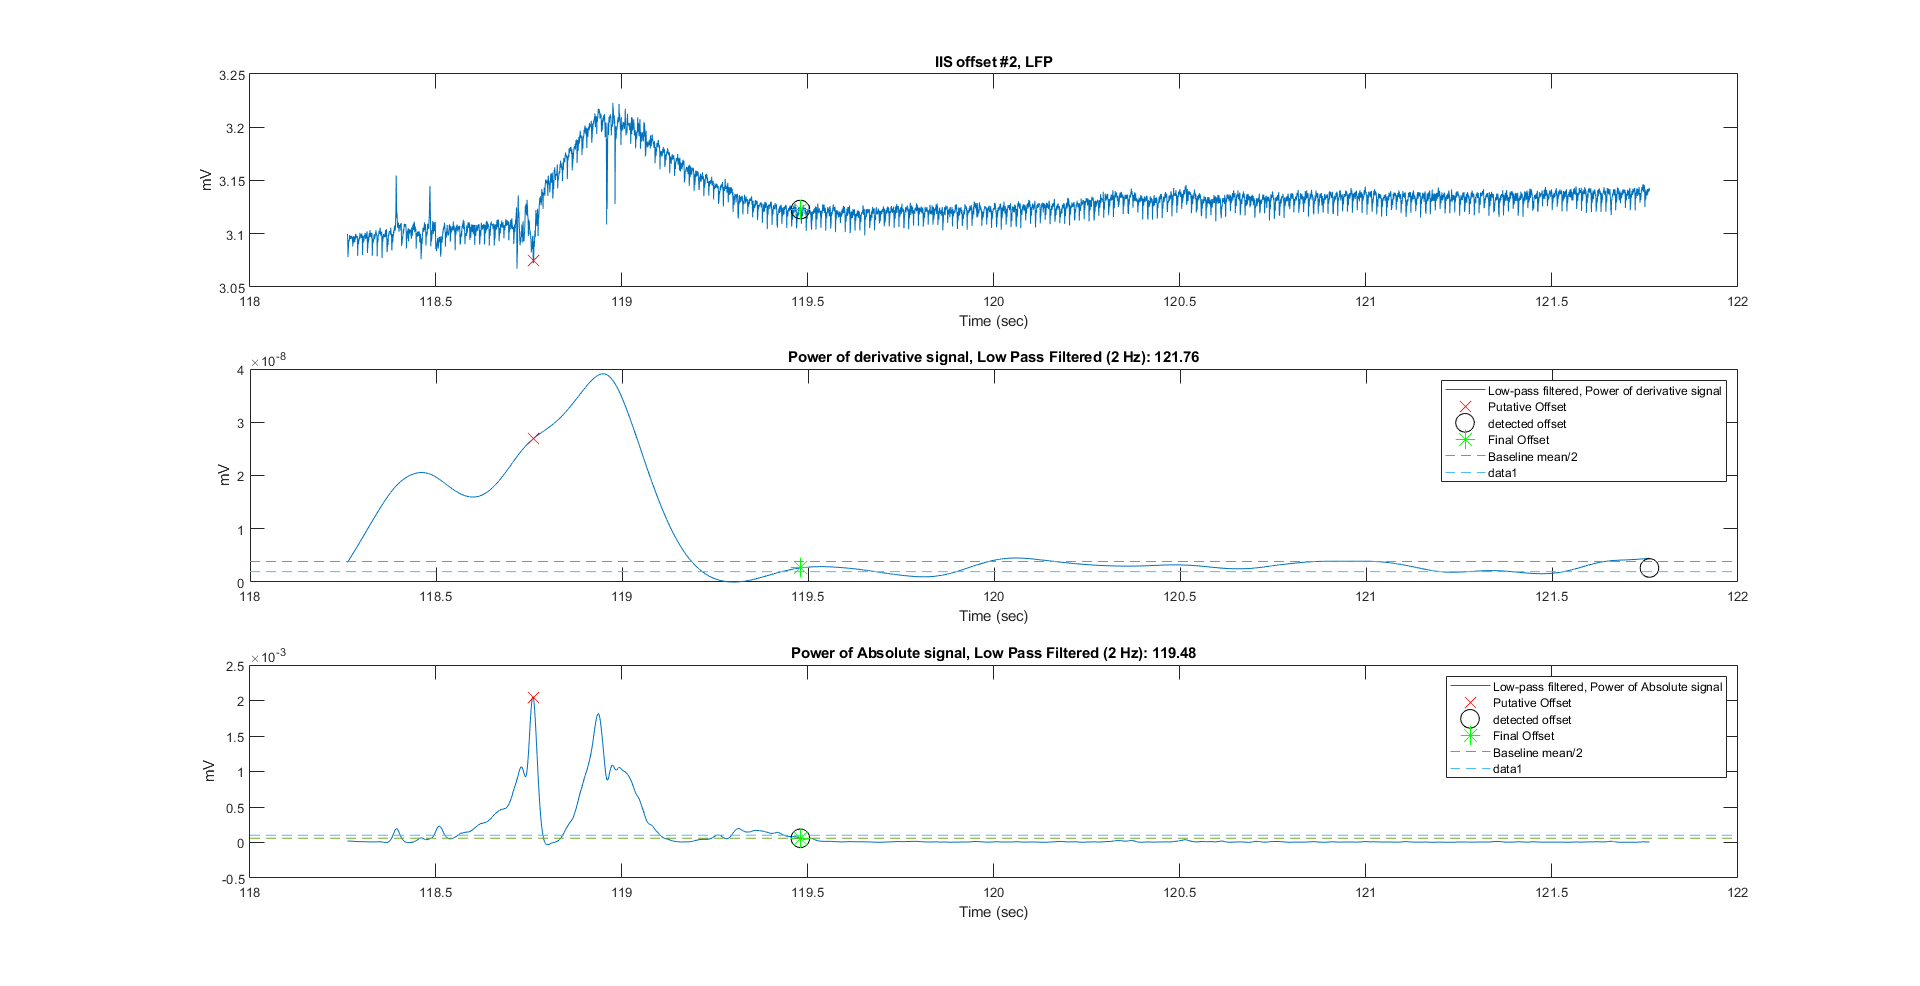 IIS offset #2, LFP
3.25
3.2
3.15
3.1
3.05
mV
118
118.5
119
119.5
120
120.5
121
121.5
122
Time (sec)
×10-8
Power of derivative signal, Low Pass Filtered (2 Hz): 121.76
4
3
2
1
0
mV
Low-pass filtered, Power of derivative signal
Putative Offset
detected offset
Final Offset
Baseline mean/2
data1
118
118.5
119
119.5
120
120.5
121
121.5
122
Time (sec)
×10-3
Power of Absolute signal, Low Pass Filtered (2 Hz): 119.48
2.5
2
1.5
1
0.5
0
-0.5
mV
Low-pass filtered, Power of Absolute signal
Putative Offset
detected offset
Final Offset
Baseline mean/2
data1
118
118.5
119
119.5
120
120.5
121
121.5
122
Time (sec)